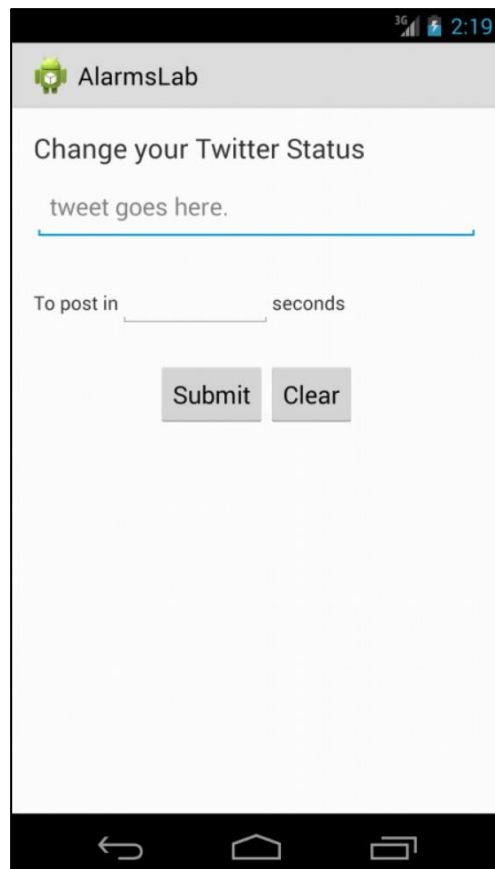 3G 2:19
AlarmsLab
Change your Twitter Status
tweet goes here.
To post in seconds
Submit Clear